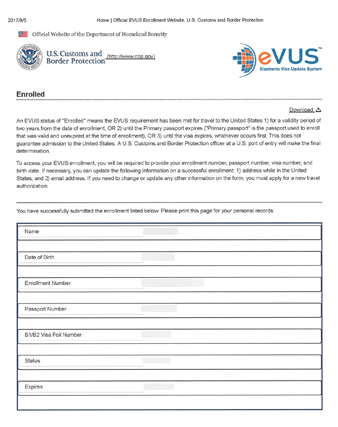 2017/9/5 Home | Official EVUS Enrollment Website, U.S. Customs and Border Protection
Official Website of the Department of Homeland Security
U.S. Customs and
Border Protection
(http://www.cbp.gov)
eVUS™
Electronic Visa Update System
Enrolled
Download
An EVUS status of "Enrolled" means the EVUS requirement has been met for travel to the United States 1) for a validity period of
two years from the date of enrollment, OR 2) until the Primary passport expires ("Primary passport" is the passport used to enroll
that was valid and unexpired at the time of enrollment), OR 3) until the visa expires, whichever occurs first. This does not
guarantee admission to the United States. A U.S. Customs and Border Protection officer at a U.S. port of entry will make the final
determination.
To access your EVUS enrollment, you will be required to provide your enrollment number, passport number, visa number, and
birth date. If necessary, you can update the following information on a successful enrollment: 1) address while in the United
States, and 2) email address. If you need to change or update any other information on the form, you must apply for a new travel
authorization.
You have successfully submitted the enrollment listed below. Please print this page for your personal records.
Name
Date of Birth
Enrollment Number
Passport Number
B1/B2 Visa Foil Number
Status
Expires